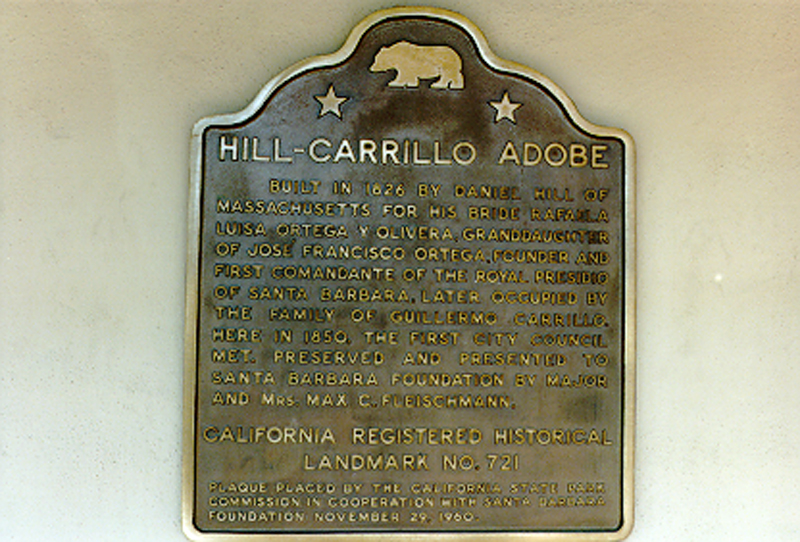 HILL-CARRILLO ADOBE
BUILT IN 1826 BY DANIEL HILL OF
MASSACHUSETTS FOR HIS BRIDE RAFAELA
LUISA ORTEGA Y OLIVERA, GRANDDAUGHTER
OF JOSE FRANCISCO ORTEGA, FOUNDER AND
FIRST COMANDANTE OF THE ROYAL PRESIDIO
OF SANTA BARBARA. LATER OCCUPIED BY
THE FAMILY OF GUILLERMO CARRILLO.
HERE IN 1850, THE FIRST CITY COUNCIL
MET. PRESERVED AND PRESENTED TO
SANTA BARBARA FOUNDATION BY MAJOR
AND MRS. MAX C. FLEISCHMANN.
CALIFORNIA REGISTERED HISTORICAL
LANDMARK NO. 721
PLAQUE PLACED BY THE CALIFORNIA STATE PARK
COMMISSION IN COOPERATION WITH SANTA BARBARA
FOUNDATION NOVEMBER 29, 1960.